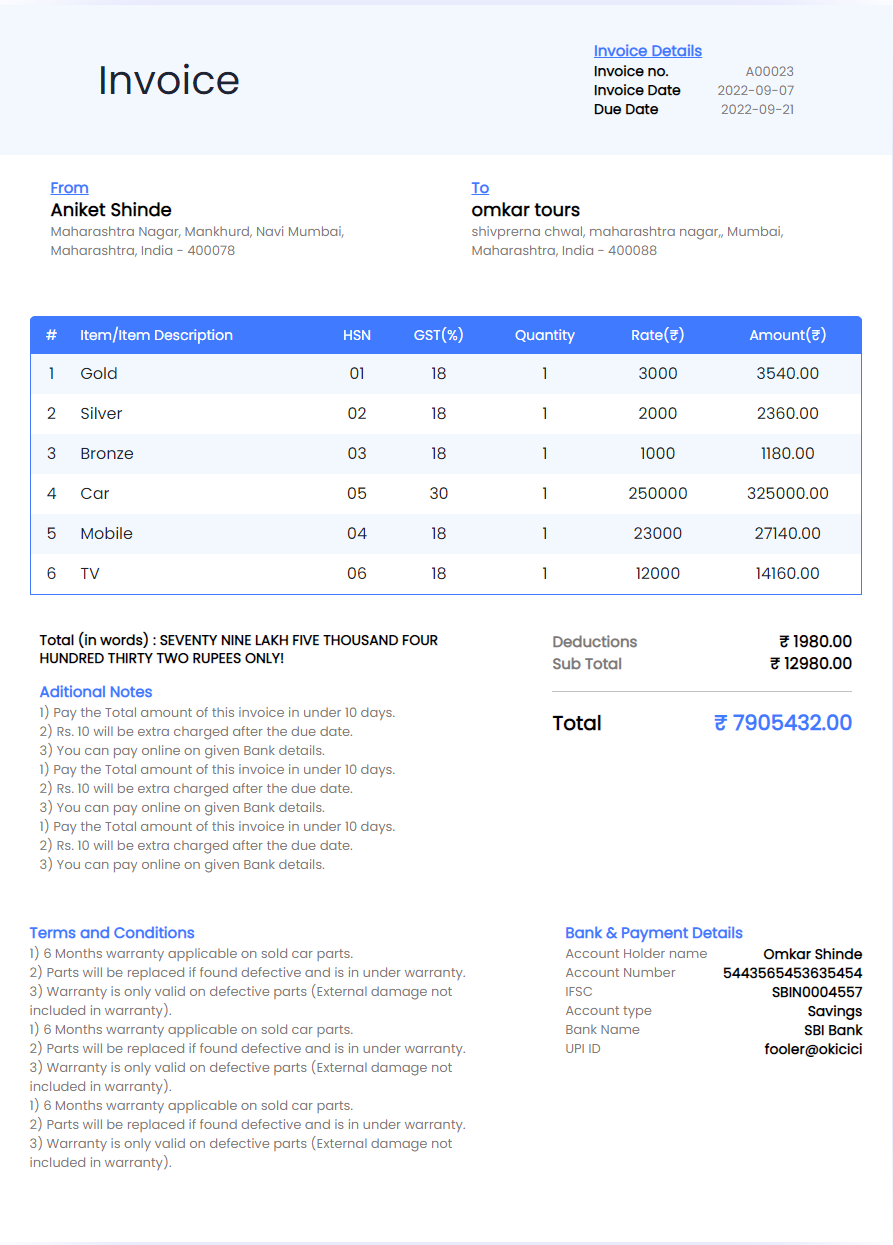 Invoice
Invoice Details
Invoice no. A00023
Invoice Date 2022-09-07
Due Date 2022-09-21
From
Aniket Shinde
Maharashtra Nagar, Mankhurd, Navi Mumbai,
Maharashtra, India - 400078
To
omkar tours
shivprerna chwal, maharashtra nagar,, Mumbai,
Maharashtra, India - 400088
# Item/Item Description HSN GST(%) Quantity Rate(₹) Amount(₹)
1 Gold 01 18 1 3000 3540.00
2 Silver 02 18 1 2000 2360.00
3 Bronze 03 18 1 1000 1180.00
4 Car 05 30 1 250000 325000.00
5 Mobile 04 18 1 23000 27140.00
6 TV 06 18 1 12000 14160.00
Total (in words) : SEVENTY NINE LAKH FIVE THOUSAND FOUR
HUNDRED THIRTY TWO RUPEES ONLY!
Aditional Notes
1) Pay the Total amount of this invoice in under 10 days.
2) Rs. 10 will be extra charged after the due date.
3) You can pay online on given Bank details.
1) Pay the Total amount of this invoice in under 10 days.
2) Rs. 10 will be extra charged after the due date.
3) You can pay online on given Bank details.
1) Pay the Total amount of this invoice in under 10 days.
2) Rs. 10 will be extra charged after the due date.
3) You can pay online on given Bank details.
Deductions ₹ 1980.00
Sub Total ₹ 12980.00
Total ₹ 7905432.00
Terms and Conditions
1) 6 Months warranty applicable on sold car parts.
2) Parts will be replaced if found defective and is in under warranty.
3) Warranty is only valid on defective parts (External damage not
included in warranty).
1) 6 Months warranty applicable on sold car parts.
2) Parts will be replaced if found defective and is in under warranty.
3) Warranty is only valid on defective parts (External damage not
included in warranty).
1) 6 Months warranty applicable on sold car parts.
2) Parts will be replaced if found defective and is in under warranty.
3) Warranty is only valid on defective parts (External damage not
included in warranty).
Bank & Payment Details
Account Holder name Omkar Shinde
Account Number 5443565453635454
IFSC SBIN0004557
Account type Savings
Bank Name SBI Bank
UPI ID fooler@okicici